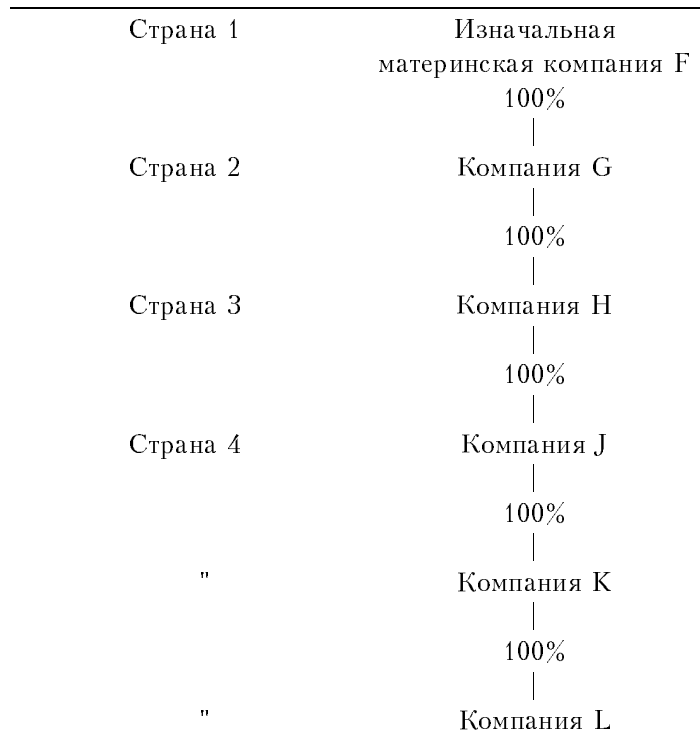 Страна 1 Изначальная
материнская компания F
100%
Страна 2 Компания G
100%
Страна 3 Компания H
100%
Страна 4 Компания J
100%
" Компания K
100%
" Компания L